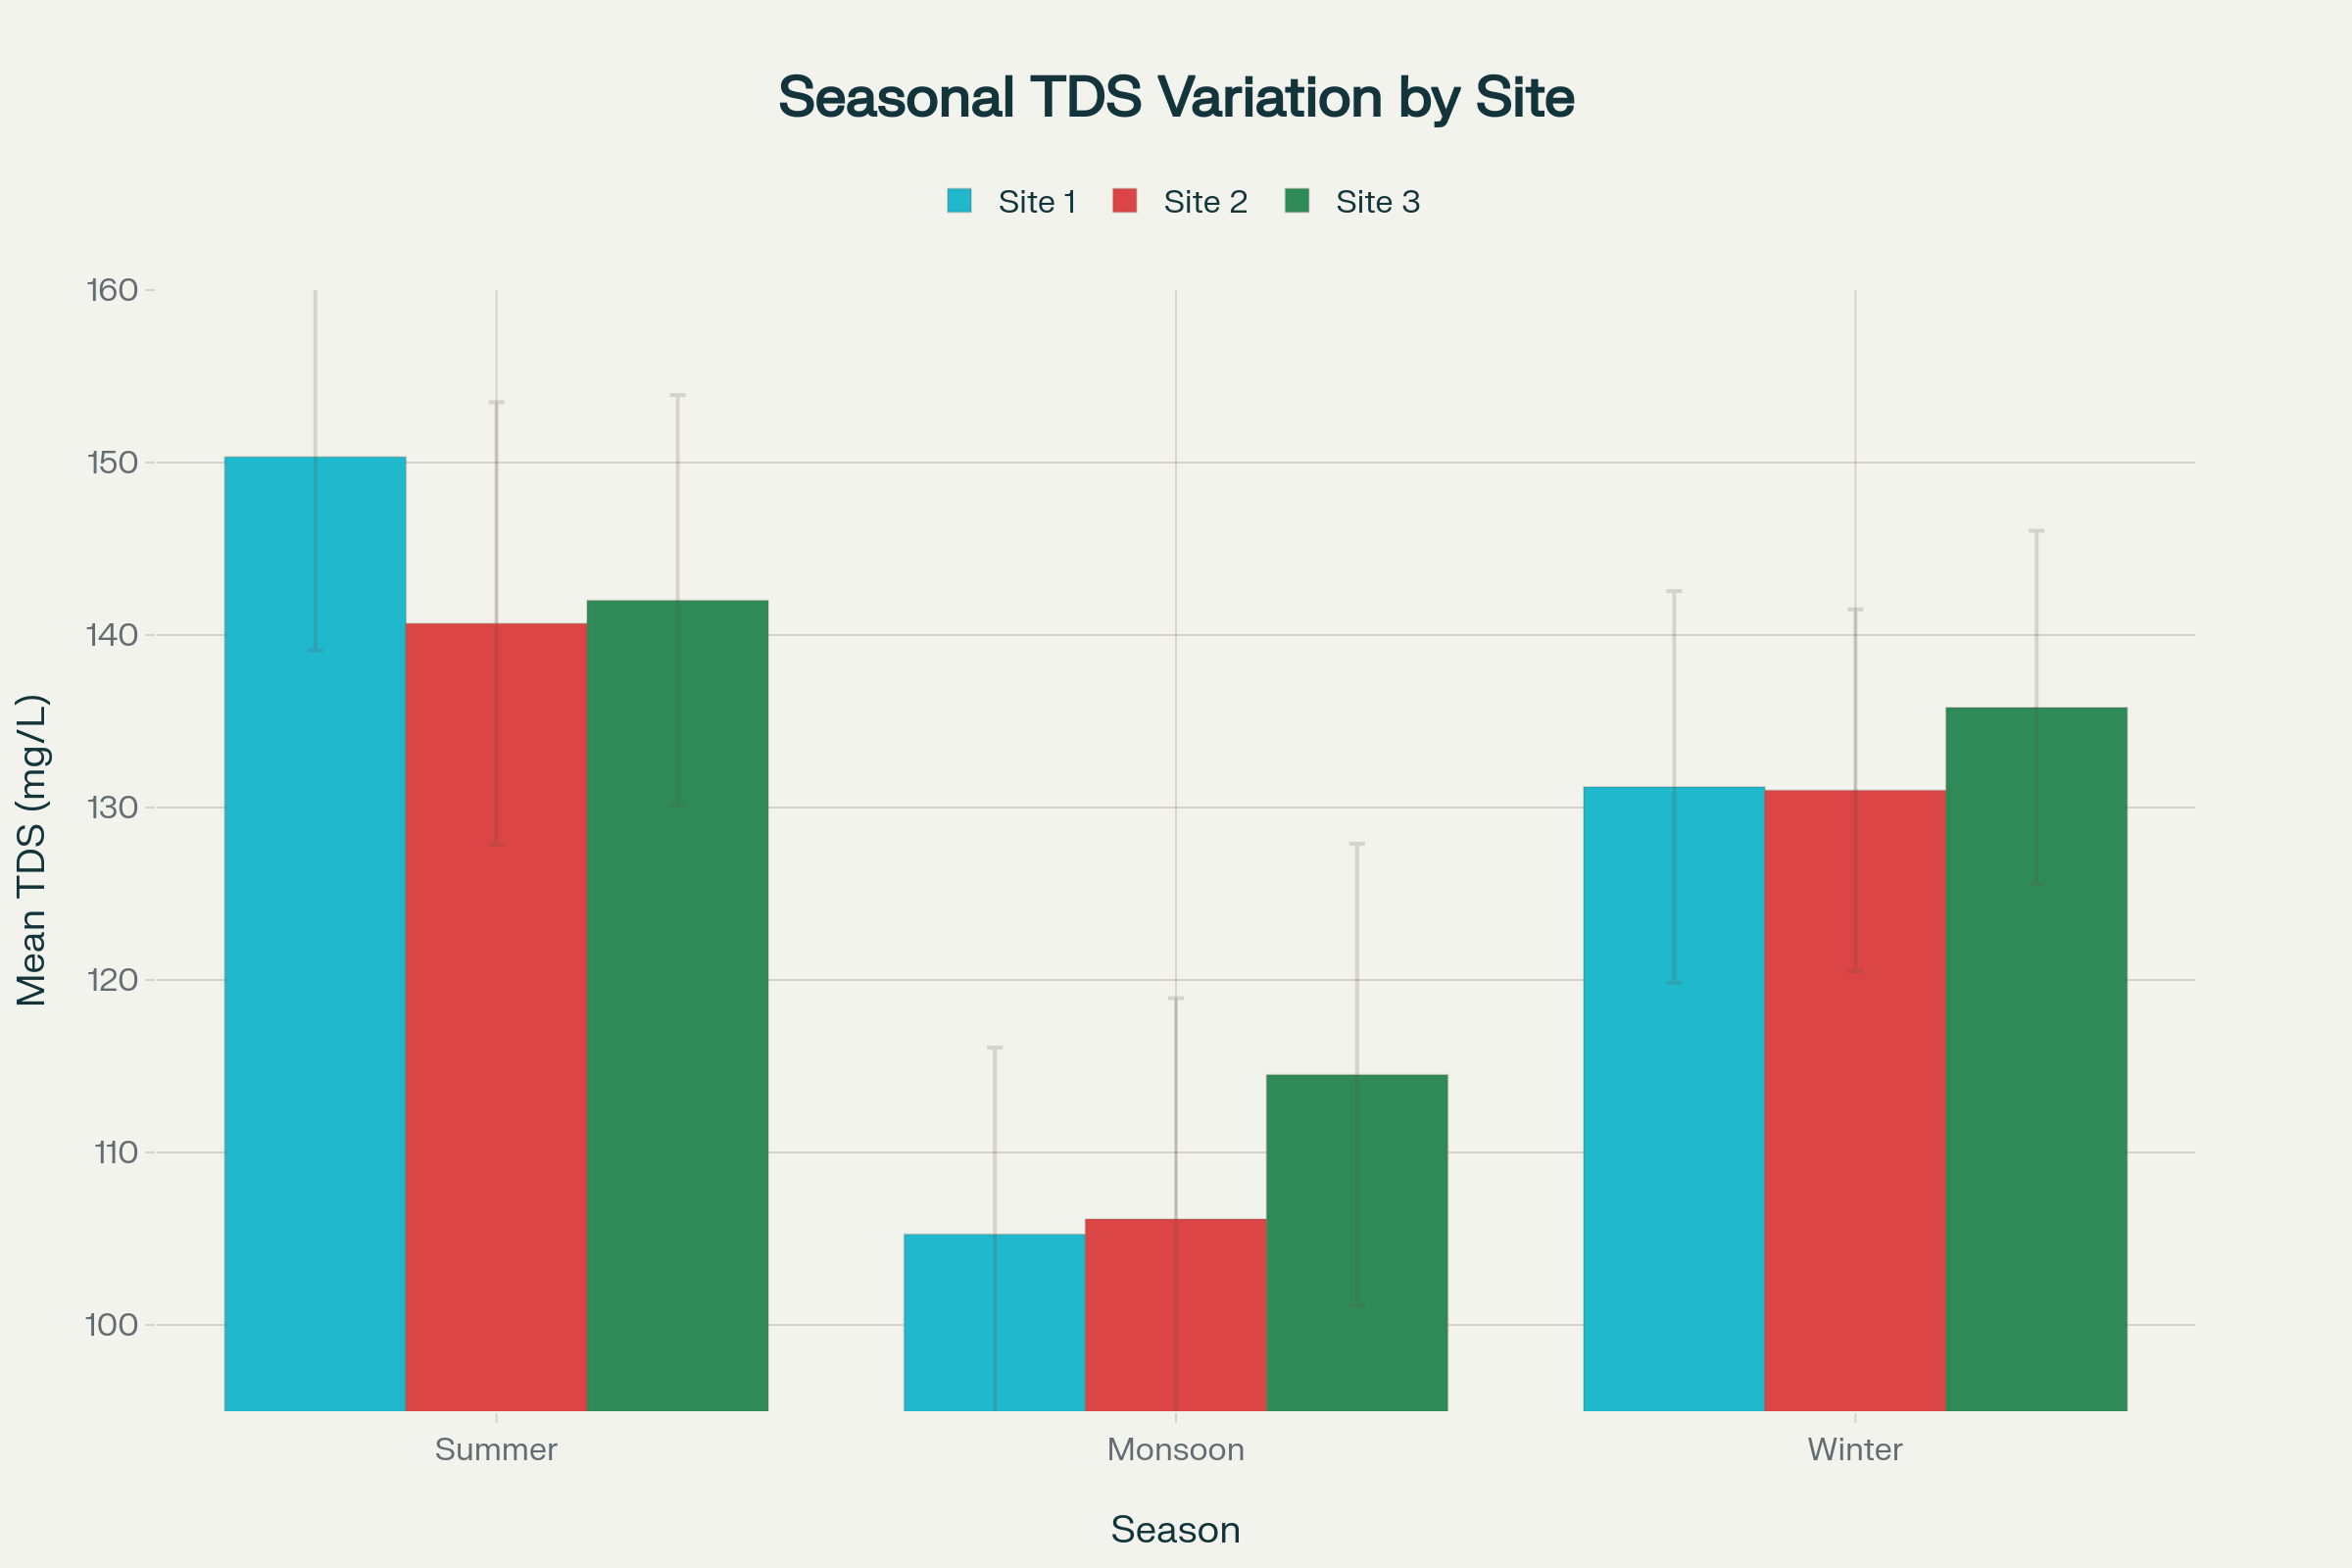 Seasonal TDS Variation by Site
Site 1 Site 2 Site 3
160
150
140
130
120
110
100
Mean TDS (mg/L)
Summer Monsoon Winter
Season